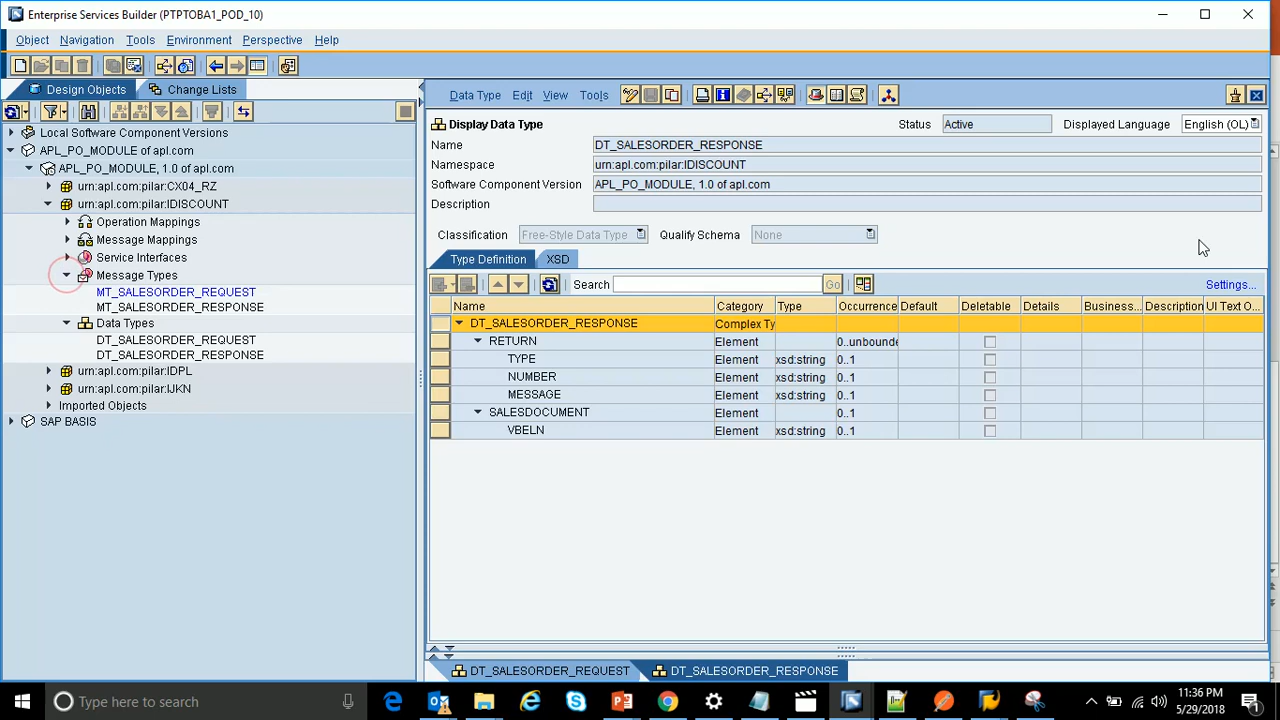 Enterprise Services Builder (PTPTOBA1_POD_10)
Object Navigation Tools Environment Perspective Help
Design Objects Change Lists
Local Software Component Versions
APL_PO_MODULE of apl.com
APL_PO_MODULE, 1.0 of apl.com
urn:apl.com:pilar:CX04_RZ
urn:apl.com:pilar:IDISCOUNT
Operation Mappings
Message Mappings
Service Interfaces
Message Types
MT_SALESORDER_REQUEST
MT_SALESORDER_RESPONSE
Data Types
DT_SALESORDER_REQUEST
DT_SALESORDER_RESPONSE
urn:apl.com:pilar:IDPL
urn:apl.com:pilar:IJKN
Imported Objects
SAP BASIS
Data Type Edit View Tools
Display Data Type Status Active Displayed Language English (OL)
Name DT_SALESORDER_RESPONSE
Namespace urn:apl.com:pilar:IDISCOUNT
Software Component Version APL_PO_MODULE, 1.0 of apl.com
Description
Classification Free-Style Data Type Qualify Schema None
Type Definition XSD
Search Go Settings...
Name Category Type Occurrence Default Deletable Details Business... Description UI Text O...
DT_SALESORDER_RESPONSE Complex Ty
RETURN Element 0..unbounde
TYPE Element xsd:string 0..1
NUMBER Element xsd:string 0..1
MESSAGE Element xsd:string 0..1
SALESDOCUMENT Element 0..1
VBELN Element xsd:string 0..1
DT_SALESORDER_REQUEST DT_SALESORDER_RESPONSE
Type here to search
11:36 PM
5/29/2018
1